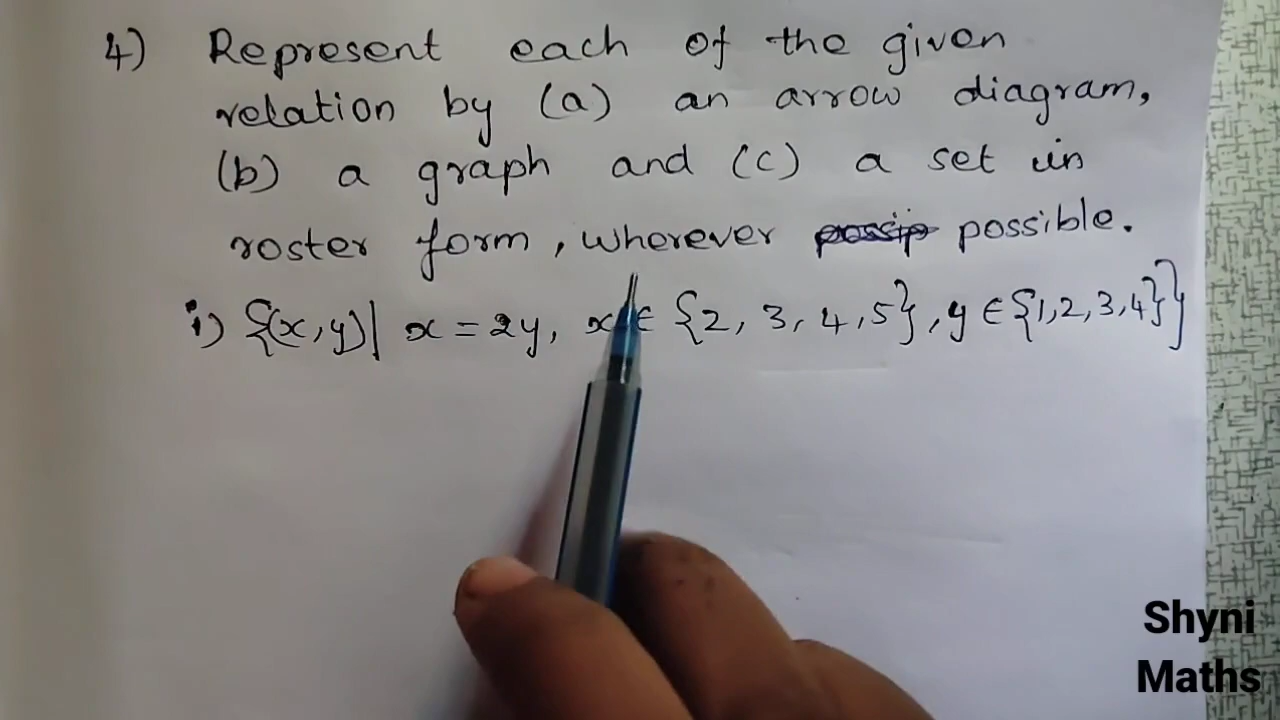 4) Represent each of the given
relation by (a) an arrow diagram,
(b) a graph and (c) a set in
roster form, wherever possible.
i) {(x,y)| x = 2y, x ∈ {2, 3, 4, 5}, y ∈ {1,2,3,4}}
Shyni
Maths